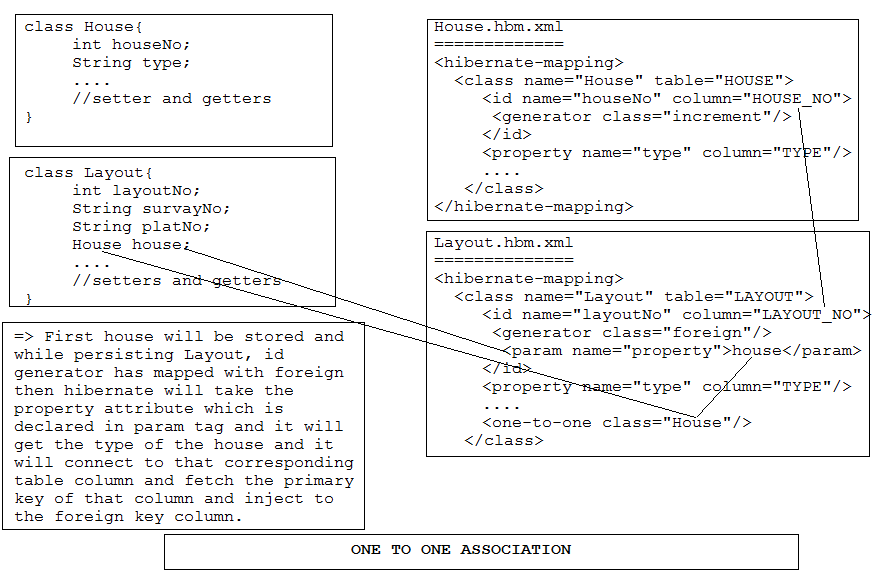 class House{
int houseNo;
String type;
....
//setter and getters
}
class Layout{
int layoutNo;
String survayNo;
String platNo;
House house;
....
//setters and getters
}
=> First house will be stored and
while persisting Layout, id
generator has mapped with foreign
then hibernate will take the
property attribute which is
declared in param tag and it will
get the type of the house and it
will connect to that corresponding
table column and fetch the primary
key of that column and inject to
the foreign key column.
House.hbm.xml
=============
<hibernate-mapping>
<class name="House" table="HOUSE">
<id name="houseNo" column="HOUSE_NO">
<generator class="increment"/>
</id>
<property name="type" column="TYPE"/>
....
</class>
</hibernate-mapping>
Layout.hbm.xml
==============
<hibernate-mapping>
<class name="Layout" table="LAYOUT">
<id name="layoutNo" column="LAYOUT_NO">
<generator class="foreign"/>
<param name="property">house</param>
</id>
<property name="type" column="TYPE"/>
....
<one-to-one class="House"/>
</class>
ONE TO ONE ASSOCIATION